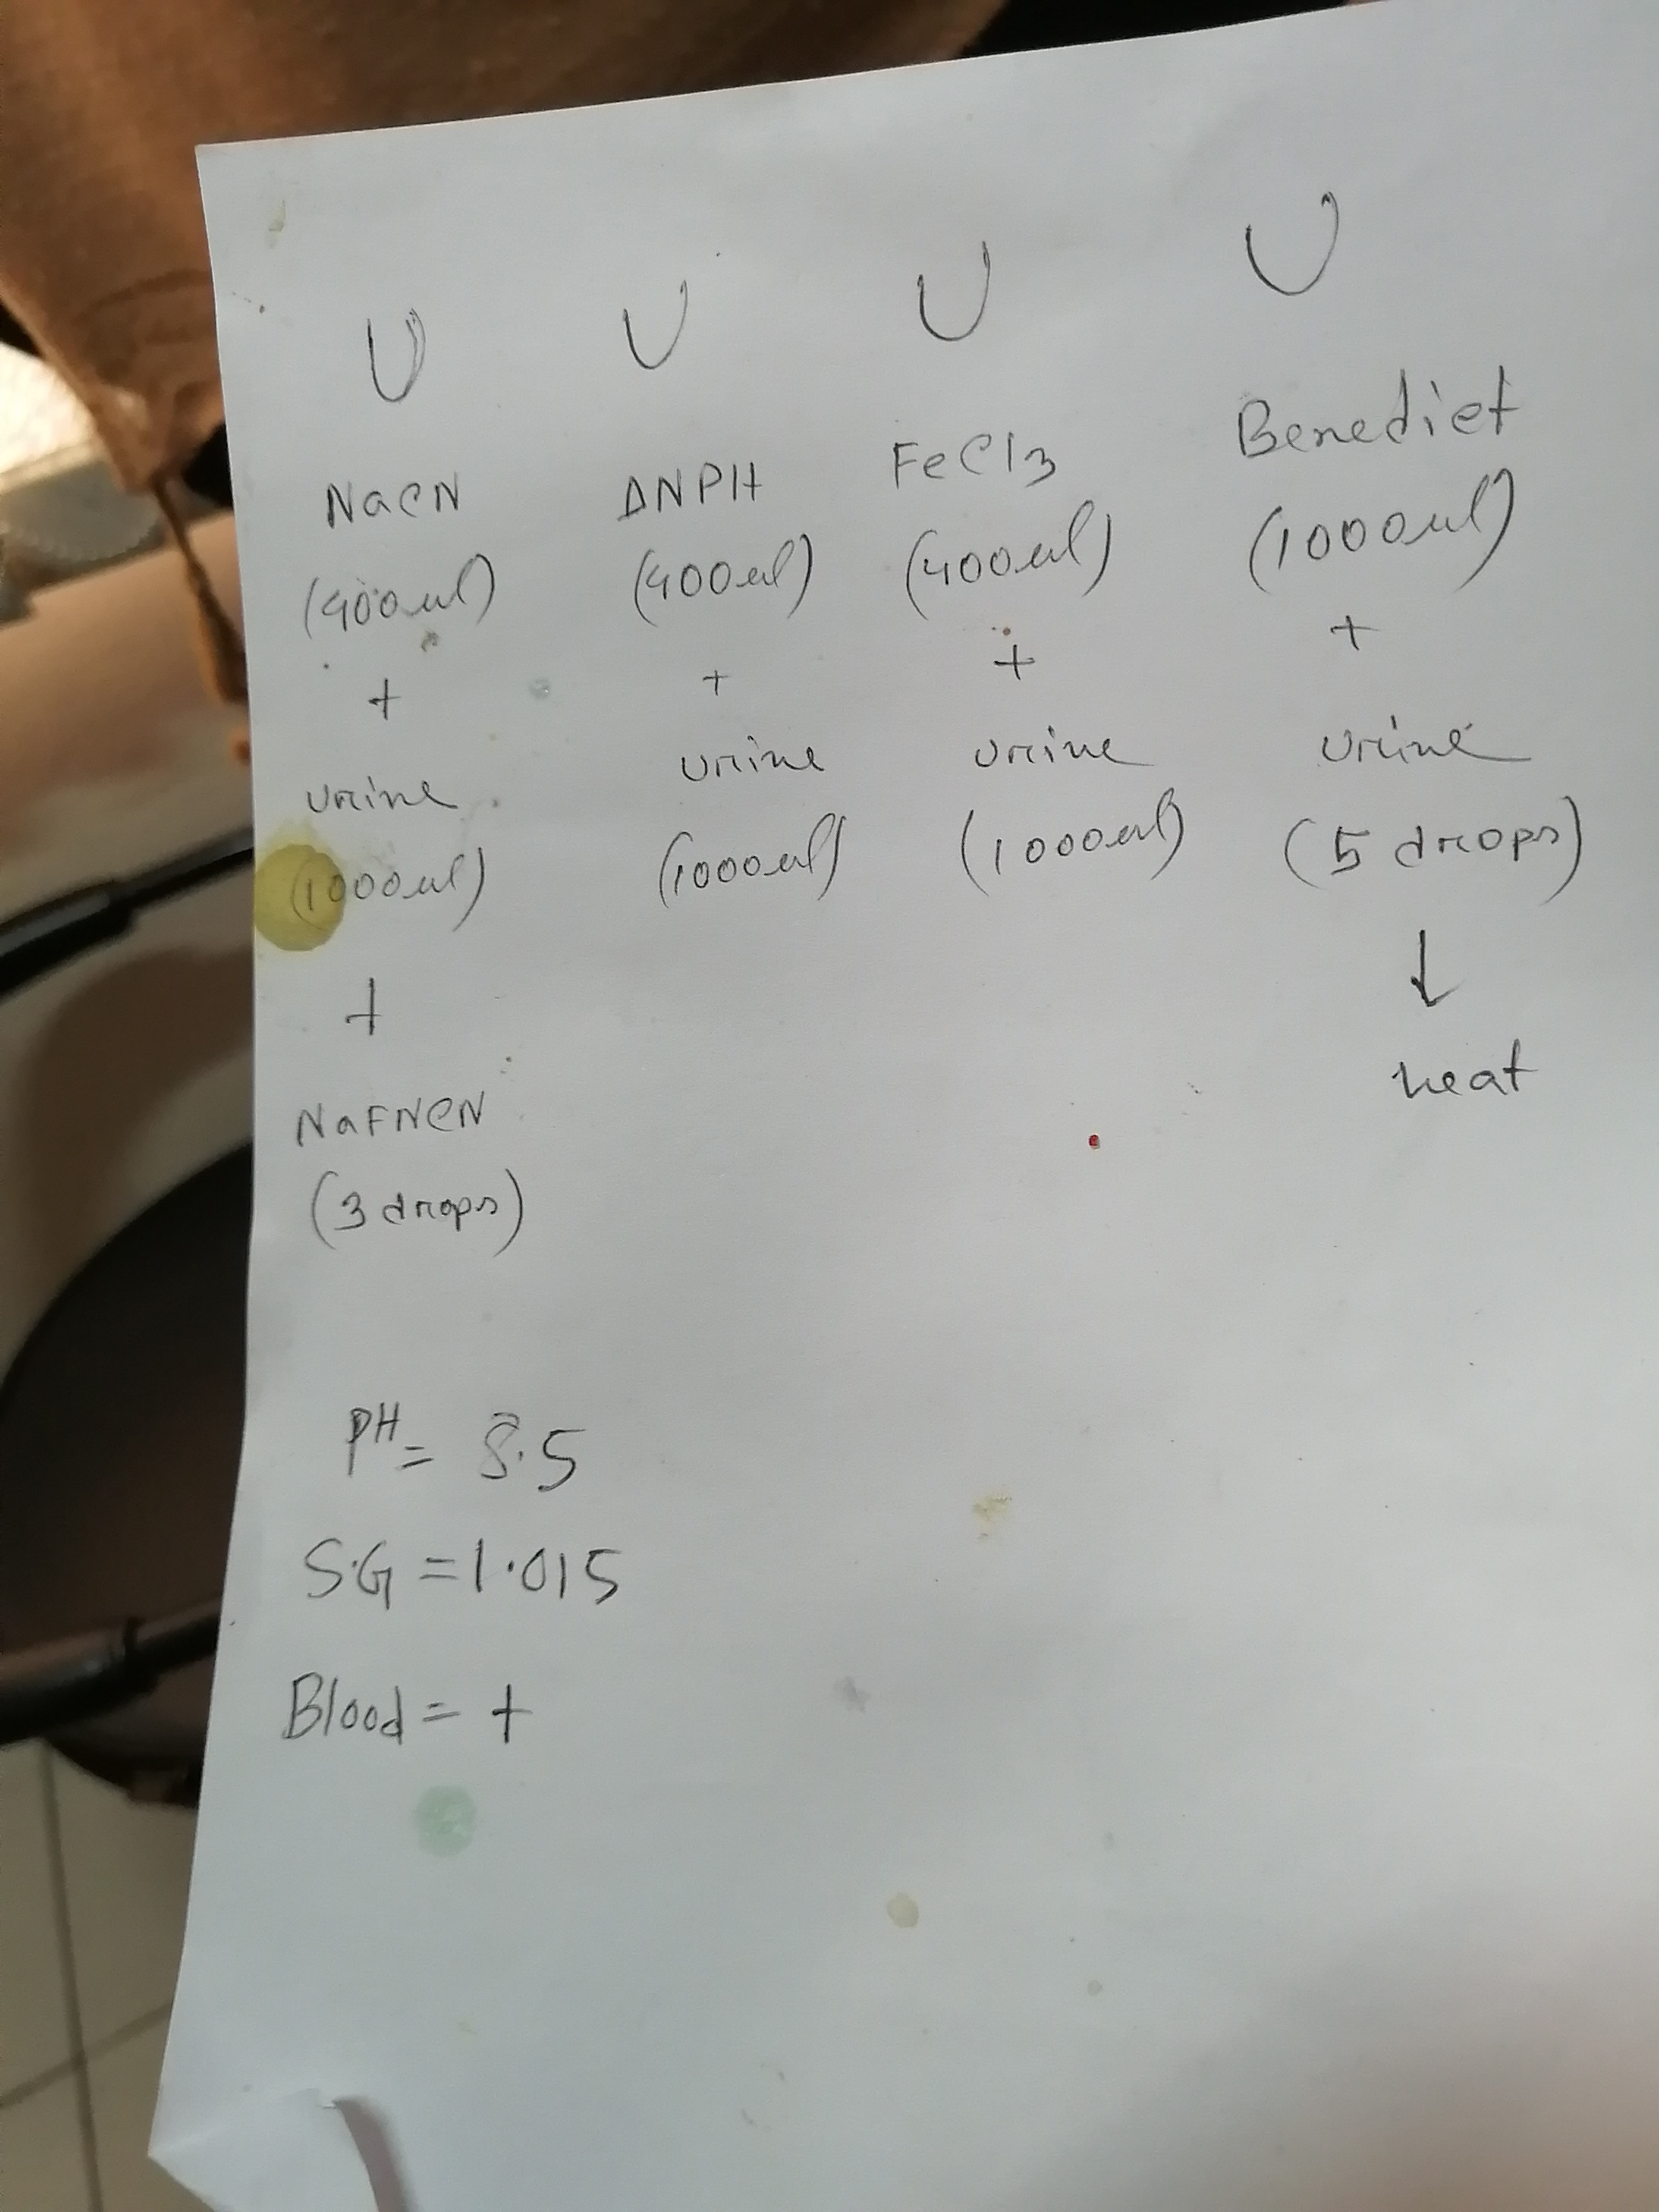 NaCN DNPH FeCl3 Benedict
(400ul) (400ul) (400ul) (1000ul)
+ + + +
urine urine urine urine
(1000ul) (1000ul) (1000ul) (5 drops)
+ ↓
NaFNCN heat
(3 drops)
PH = 8.5
S.G = 1.015
Blood = +